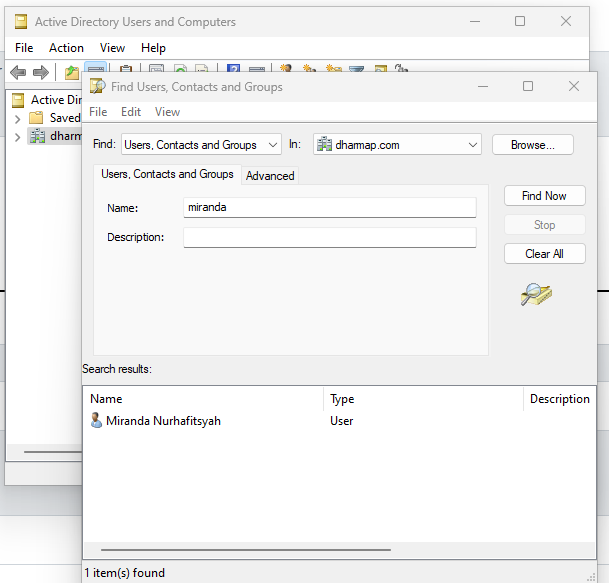 Active Directory Users and Computers
File Action View Help
Find Users, Contacts and Groups
Active Dir
Saved
dharm
File Edit View
Find: Users, Contacts and Groups In: dharmap.com Browse...
Users, Contacts and Groups Advanced
Name: miranda
Description:
Find Now
Stop
Clear All
Search results:
Name Type Description
Miranda Nurhafitsyah User
1 item(s) found